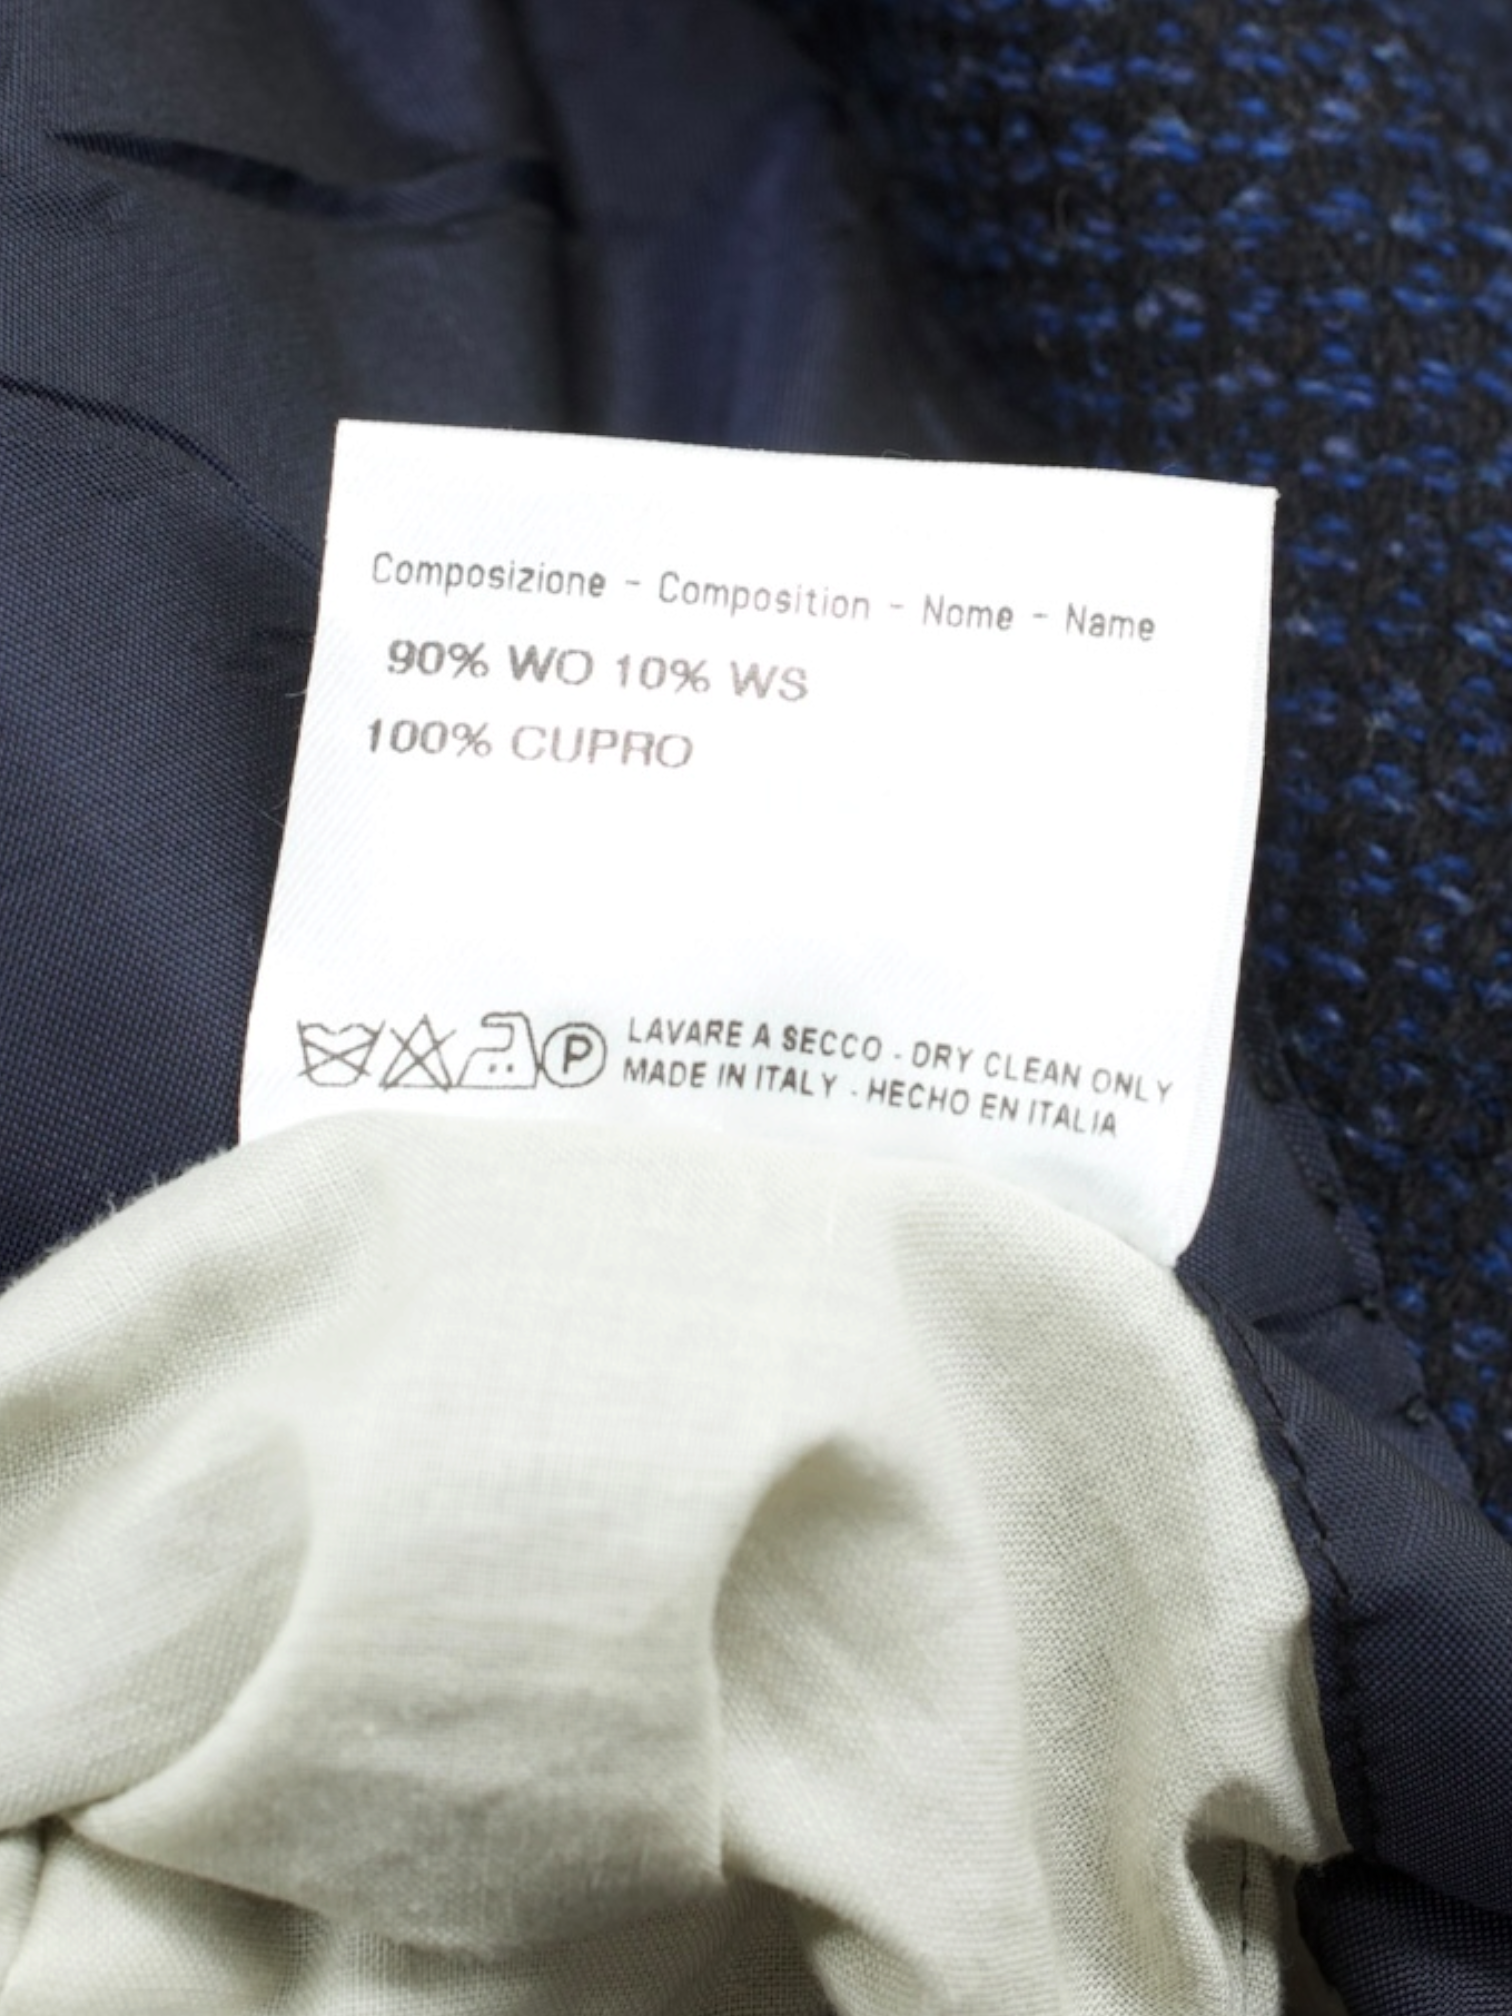 Composizione - Composition - Nome - Name
90% WO 10% WS
100% CUPRO
P
LAVARE A SECCO - DRY CLEAN ONLY
MADE IN ITALY - HECHO EN ITALIA